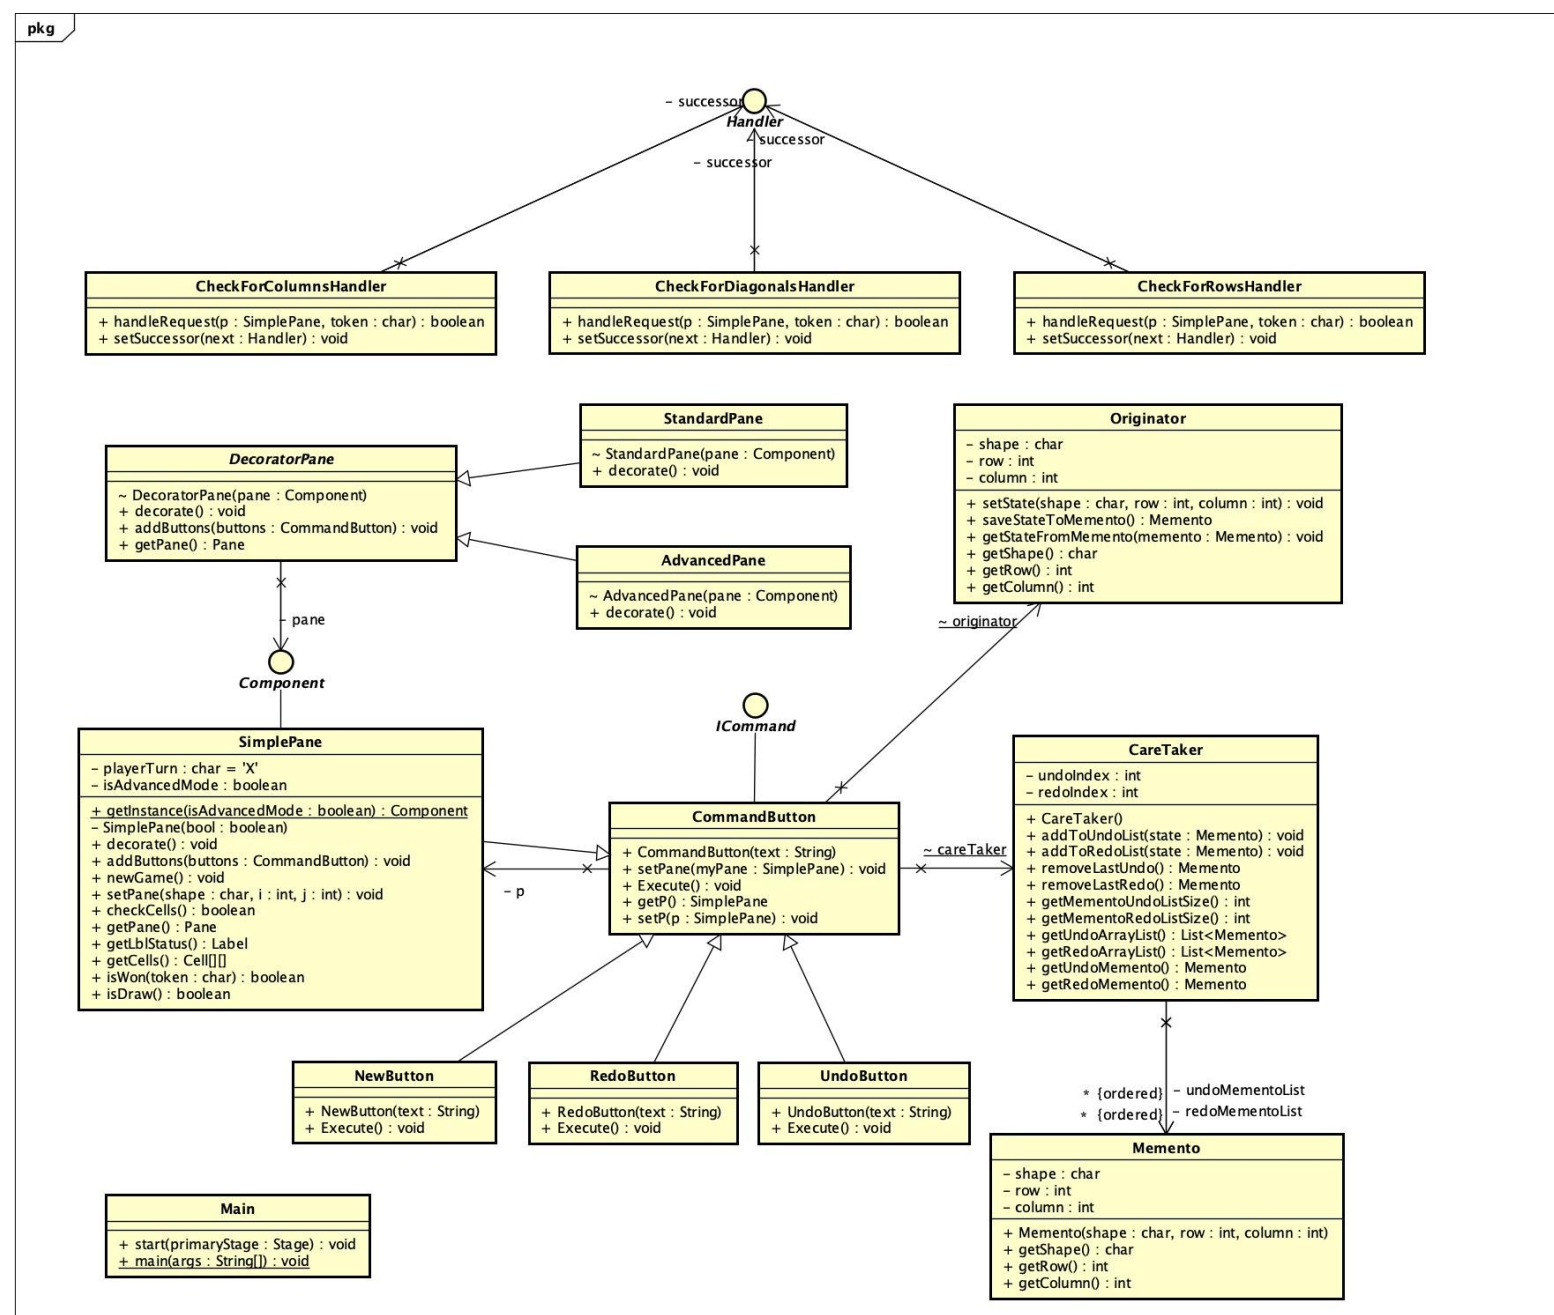 pkg
- successor
Handler
- successor
- successor
CheckForColumnsHandler
+ handleRequest(p : SimplePane, token : char) : boolean
+ setSuccessor(next : Handler) : void
CheckForDiagonalsHandler
+ handleRequest(p : SimplePane, token : char) : boolean
+ setSuccessor(next : Handler) : void
CheckForRowsHandler
+ handleRequest(p : SimplePane, token : char) : boolean
+ setSuccessor(next : Handler) : void
DecoratorPane
~ DecoratorPane(pane : Component)
+ decorate() : void
+ addButtons(buttons : CommandButton) : void
+ getPane() : Pane
StandardPane
~ StandardPane(pane : Component)
+ decorate() : void
AdvancedPane
~ AdvancedPane(pane : Component)
+ decorate() : void
Originator
- shape : char
- row : int
- column : int
+ setState(shape : char, row : int, column : int) : void
+ saveStateToMemento() : Memento
+ getStateFromMemento(memento : Memento) : void
+ getShape() : char
+ getRow() : int
+ getColumn() : int
- pane
Component
~ originator
ICommand
SimplePane
- playerTurn : char = 'X'
- isAdvancedMode : boolean
+ getInstance(isAdvancedMode : boolean) : Component
- SimplePane(bool : boolean)
+ decorate() : void
+ addButtons(buttons : CommandButton) : void
+ newGame() : void
+ setPane(shape : char, i : int, j : int) : void
+ checkCells() : boolean
+ getPane() : Pane
+ getLblStatus() : Label
+ getCells() : Cell[][]
+ isWon(token : char) : boolean
+ isDraw() : boolean
- p
CommandButton
+ CommandButton(text : String)
+ setPane(myPane : SimplePane) : void
+ Execute() : void
+ getP() : SimplePane
+ setP(p : SimplePane) : void
~ careTaker
CareTaker
- undoIndex : int
- redoIndex : int
+ CareTaker()
+ addToUndoList(state : Memento) : void
+ addToRedoList(state : Memento) : void
+ removeLastUndo() : Memento
+ removeLastRedo() : Memento
+ getMementoUndoListSize() : int
+ getMementoRedoListSize() : int
+ getUndoArrayList() : List<Memento>
+ getRedoArrayList() : List<Memento>
+ getUndoMemento() : Memento
+ getRedoMemento() : Memento
NewButton
+ NewButton(text : String)
+ Execute() : void
RedoButton
+ RedoButton(text : String)
+ Execute() : void
UndoButton
+ UndoButton(text : String)
+ Execute() : void
* {ordered} - undoMementoList
* {ordered} - redoMementoList
Memento
- shape : char
- row : int
- column : int
+ Memento(shape : char, row : int, column : int)
+ getShape() : char
+ getRow() : int
+ getColumn() : int
Main
+ start(primaryStage : Stage) : void
+ main(args : String[]) : void